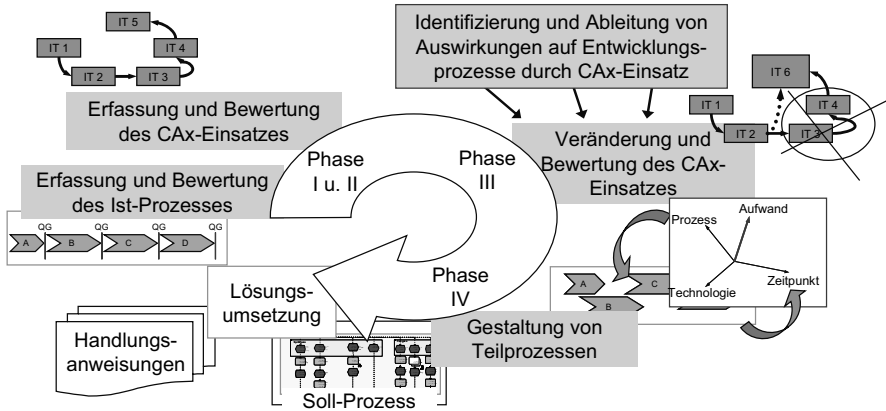 IT 5
IT 1
IT 4
IT 2
IT 3
Identifizierung und Ableitung von
Auswirkungen auf Entwicklungs-
prozesse durch CAx-Einsatz
IT 6
IT 1
IT 4
IT 2
IT 3
Erfassung und Bewertung
des CAx-Einsatzes
Veränderung und
Bewertung des CAx-
Einsatzes
Phase
I u. II
Phase
III
Erfassung und Bewertung
des Ist-Prozesses
QG
QG
QG
QG
A
B
C
D
Prozess
Aufwand
Technologie
Zeitpunkt
A
C
B
Phase
IV
Lösungs-
umsetzung
Gestaltung von
Teilprozessen
Handlungs-
anweisungen
Soll-Prozess